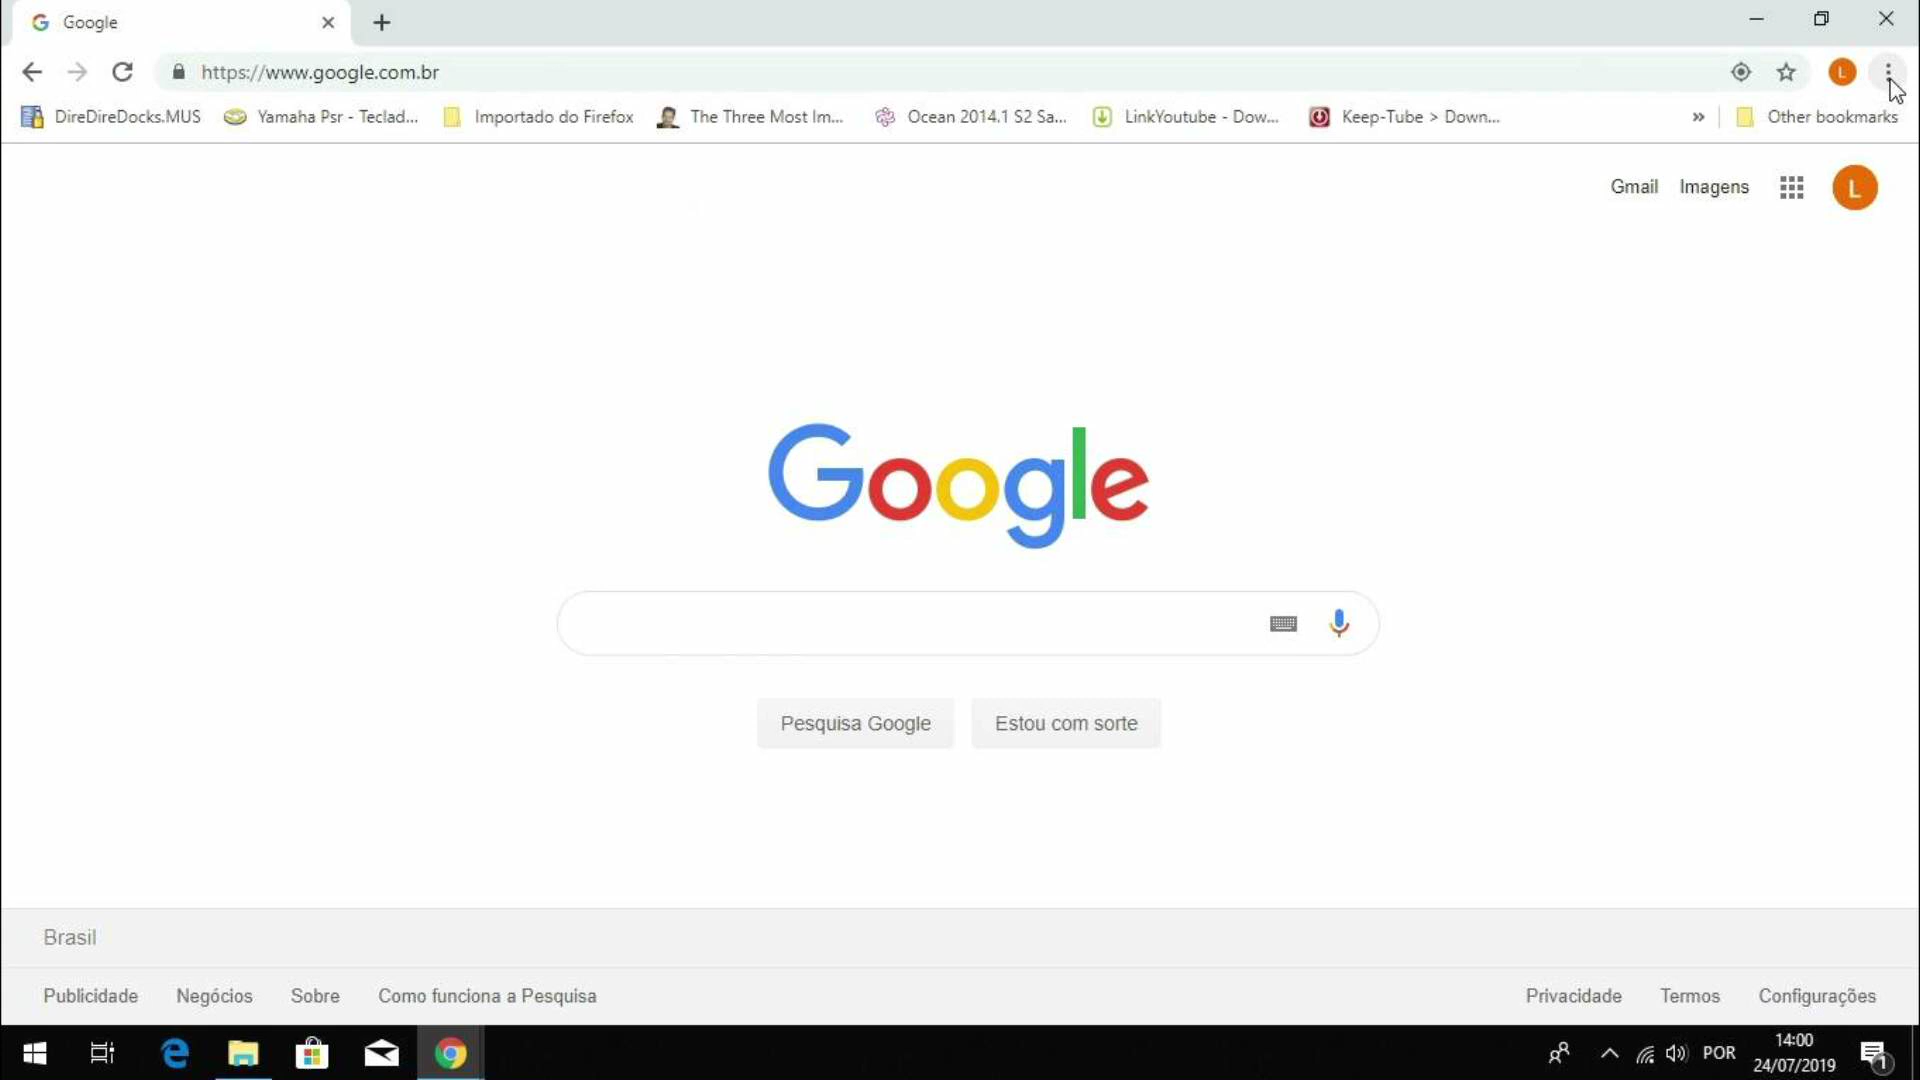 Google
https://www.google.com.br
L
DireDireDocks.MUS
Yamaha Psr - Teclad...
Importado do Firefox
The Three Most Im...
Ocean 2014.1 S2 Sa...
LinkYoutube - Dow...
Keep-Tube > Down...
»
Other bookmarks
Gmail
Imagens
L
Google
Pesquisa Google
Estou com sorte
Brasil
Publicidade
Negócios
Sobre
Como funciona a Pesquisa
Privacidade
Termos
Configurações
POR
14:00
24/07/2019
1